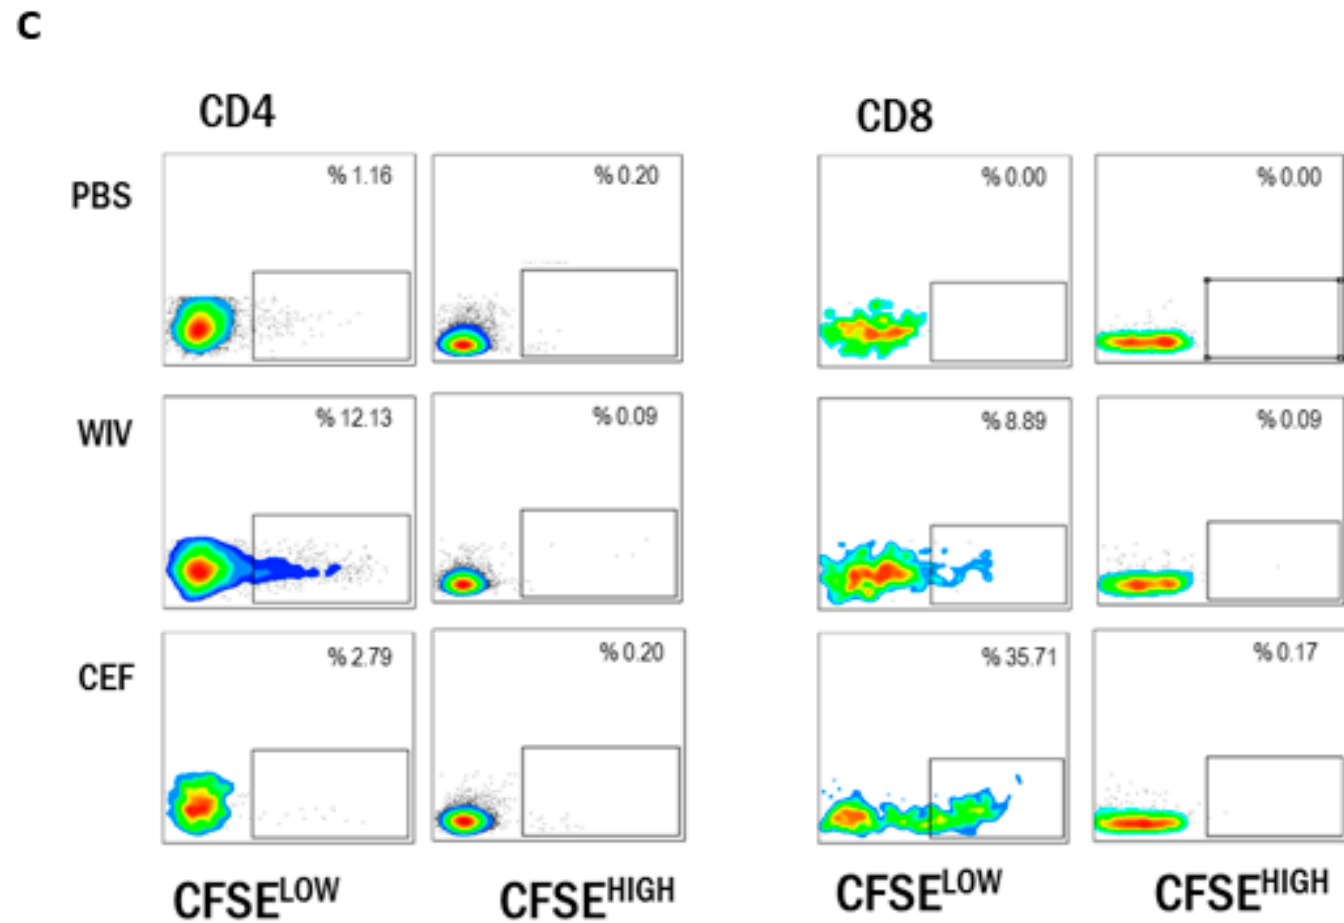 C
CD4
CD8
PBS
% 1.16
% 0.20
% 0.00
% 0.00
WIV
% 12.13
% 0.09
% 8.89
% 0.09
CEF
% 2.79
% 0.20
% 35.71
% 0.17
CFSELOW
CFSEHIGH
CFSELOW
CFSEHIGH